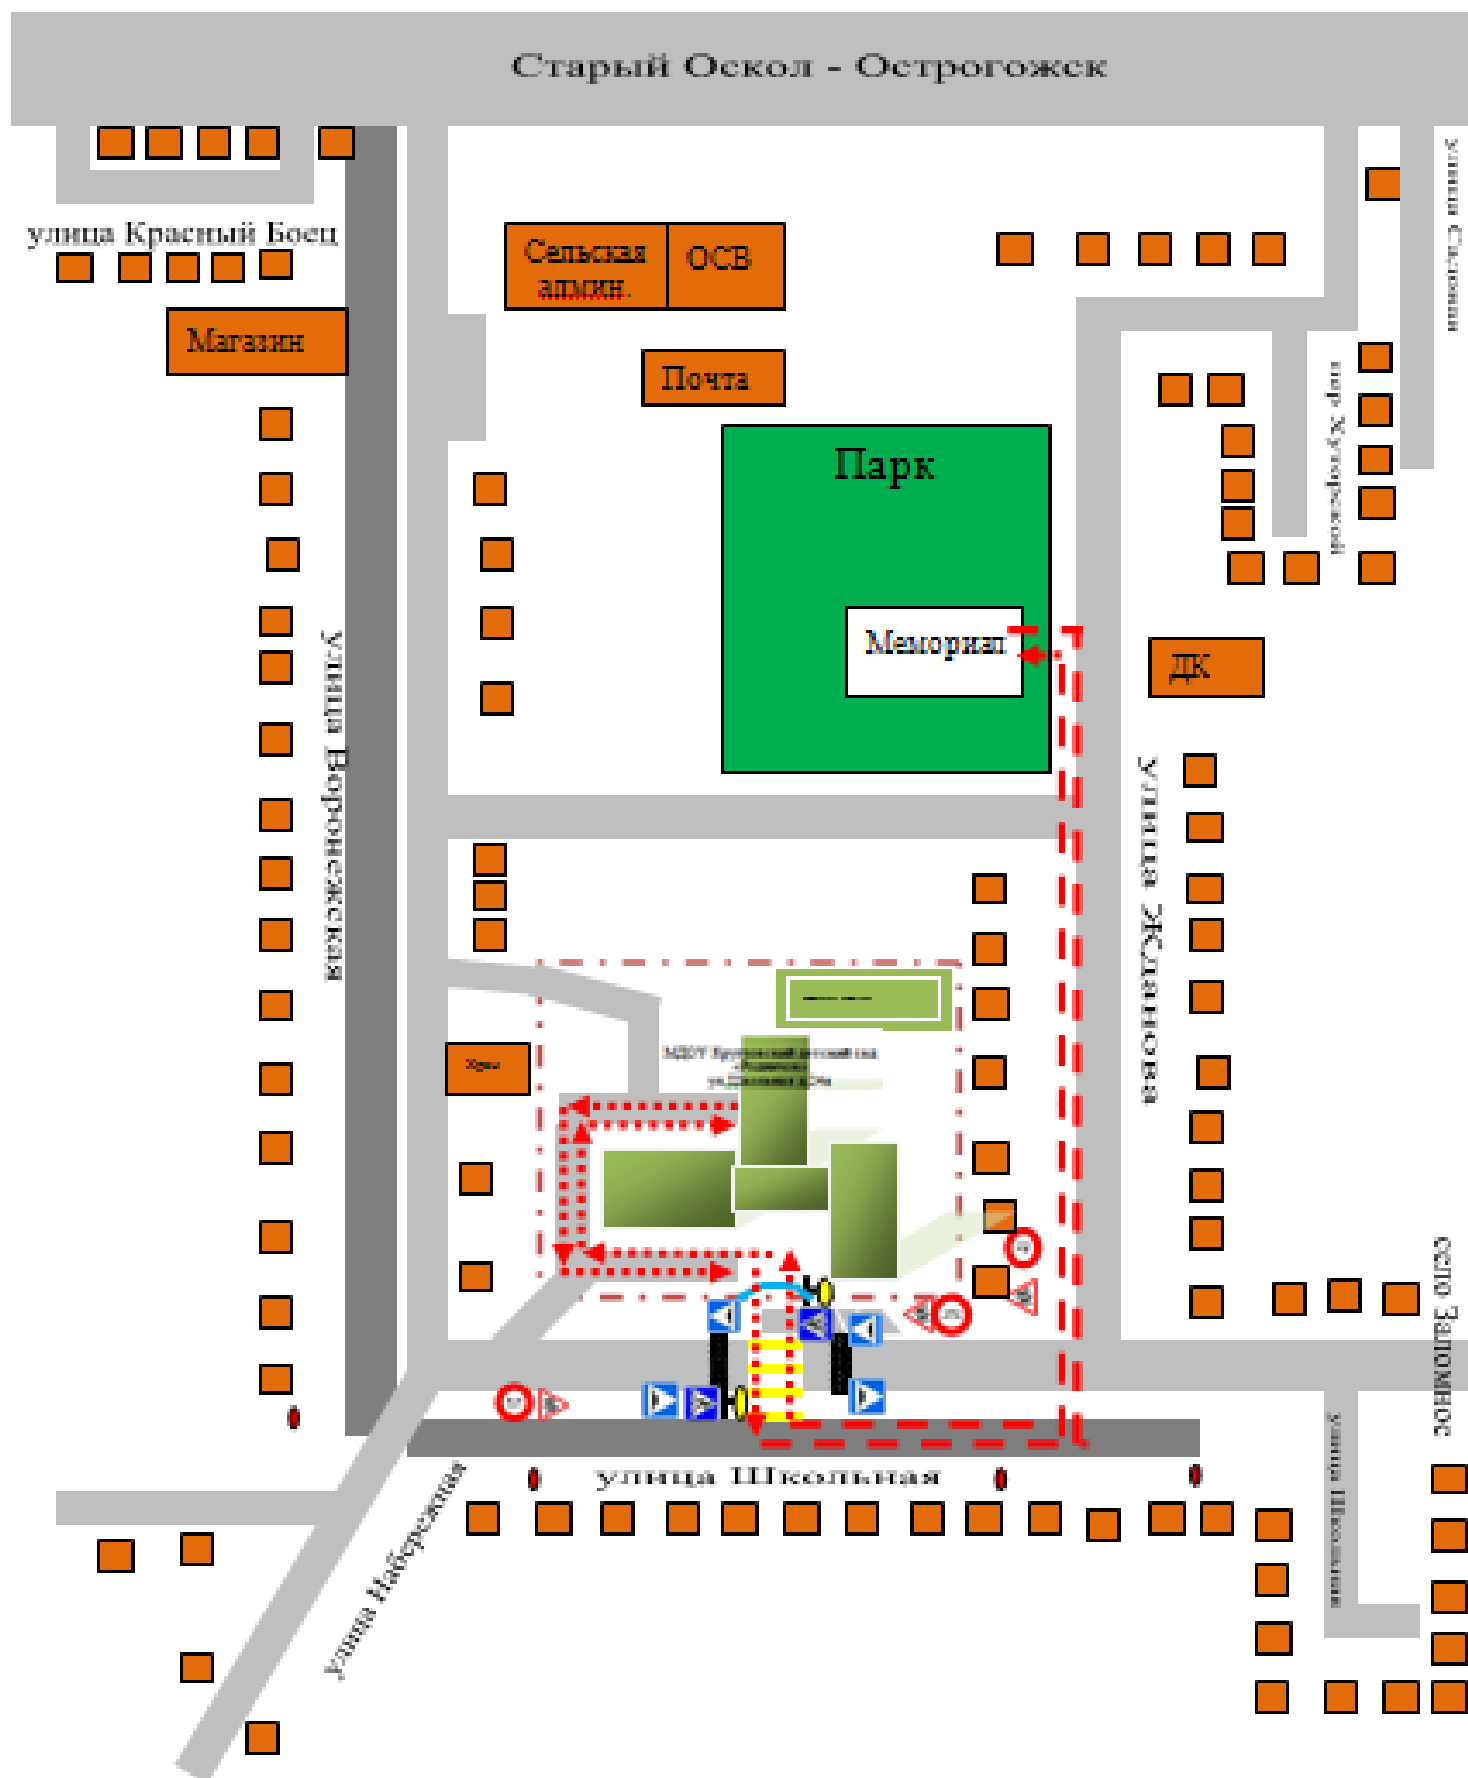 Старый Оскол - Острогожск
улица Красный Боец
Сельская
админ.
ОСВ
Магазин
Почта
Парк
Мемориал
ДК
улица Садовая
пер Хуторской
улица Воронежская
улица Жданова
Храм
село Заломное
улица Школьная
улица Школьная
улица Набережная